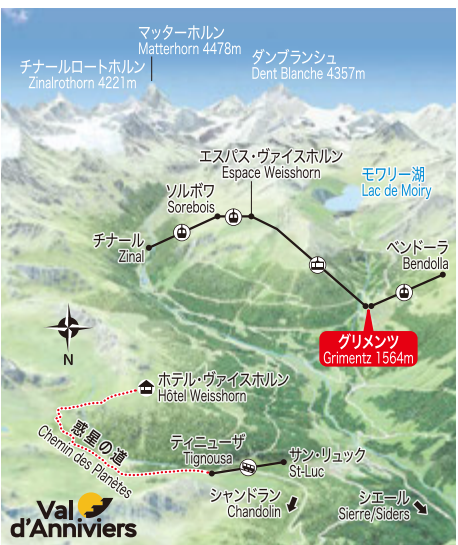 マッターホルン
Matterhorn 4478m
チナールロートホルン
Zinalrothorn 4221m
ダンブランシュ
Dent Blanche 4357m
エスパス・ヴァイスホルン
Espace Weisshorn
モワリー湖
Lac de Moiry
ソルボワ
Sorebois
チナール
Zinal
ベンドーラ
Bendolla
グリメンツ
Grimentz 1564m
N
ホテル・ヴァイスホルン
Hôtel Weisshorn
惑星の道
Chemin des Planètes
ティニューザ
Tignousa
サン・リュック
St-Luc
シャンドラン
Chandolin
シエール
Sierre/Siders
Val
d'Anniviers